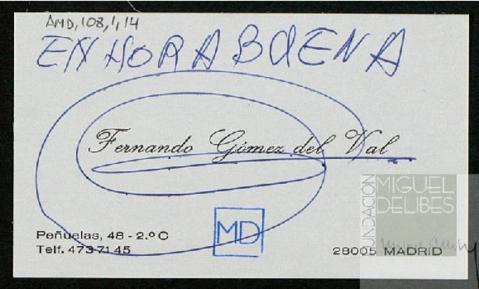 AMD, 108, 1, 14
ENHORABUENA
Fernando Gómez del Val
Peñuelas, 48 - 2.º C
Telf. 473 71 45
MD
28005 MADRID
FUNDACIÓN
MIGUEL
DELIBES